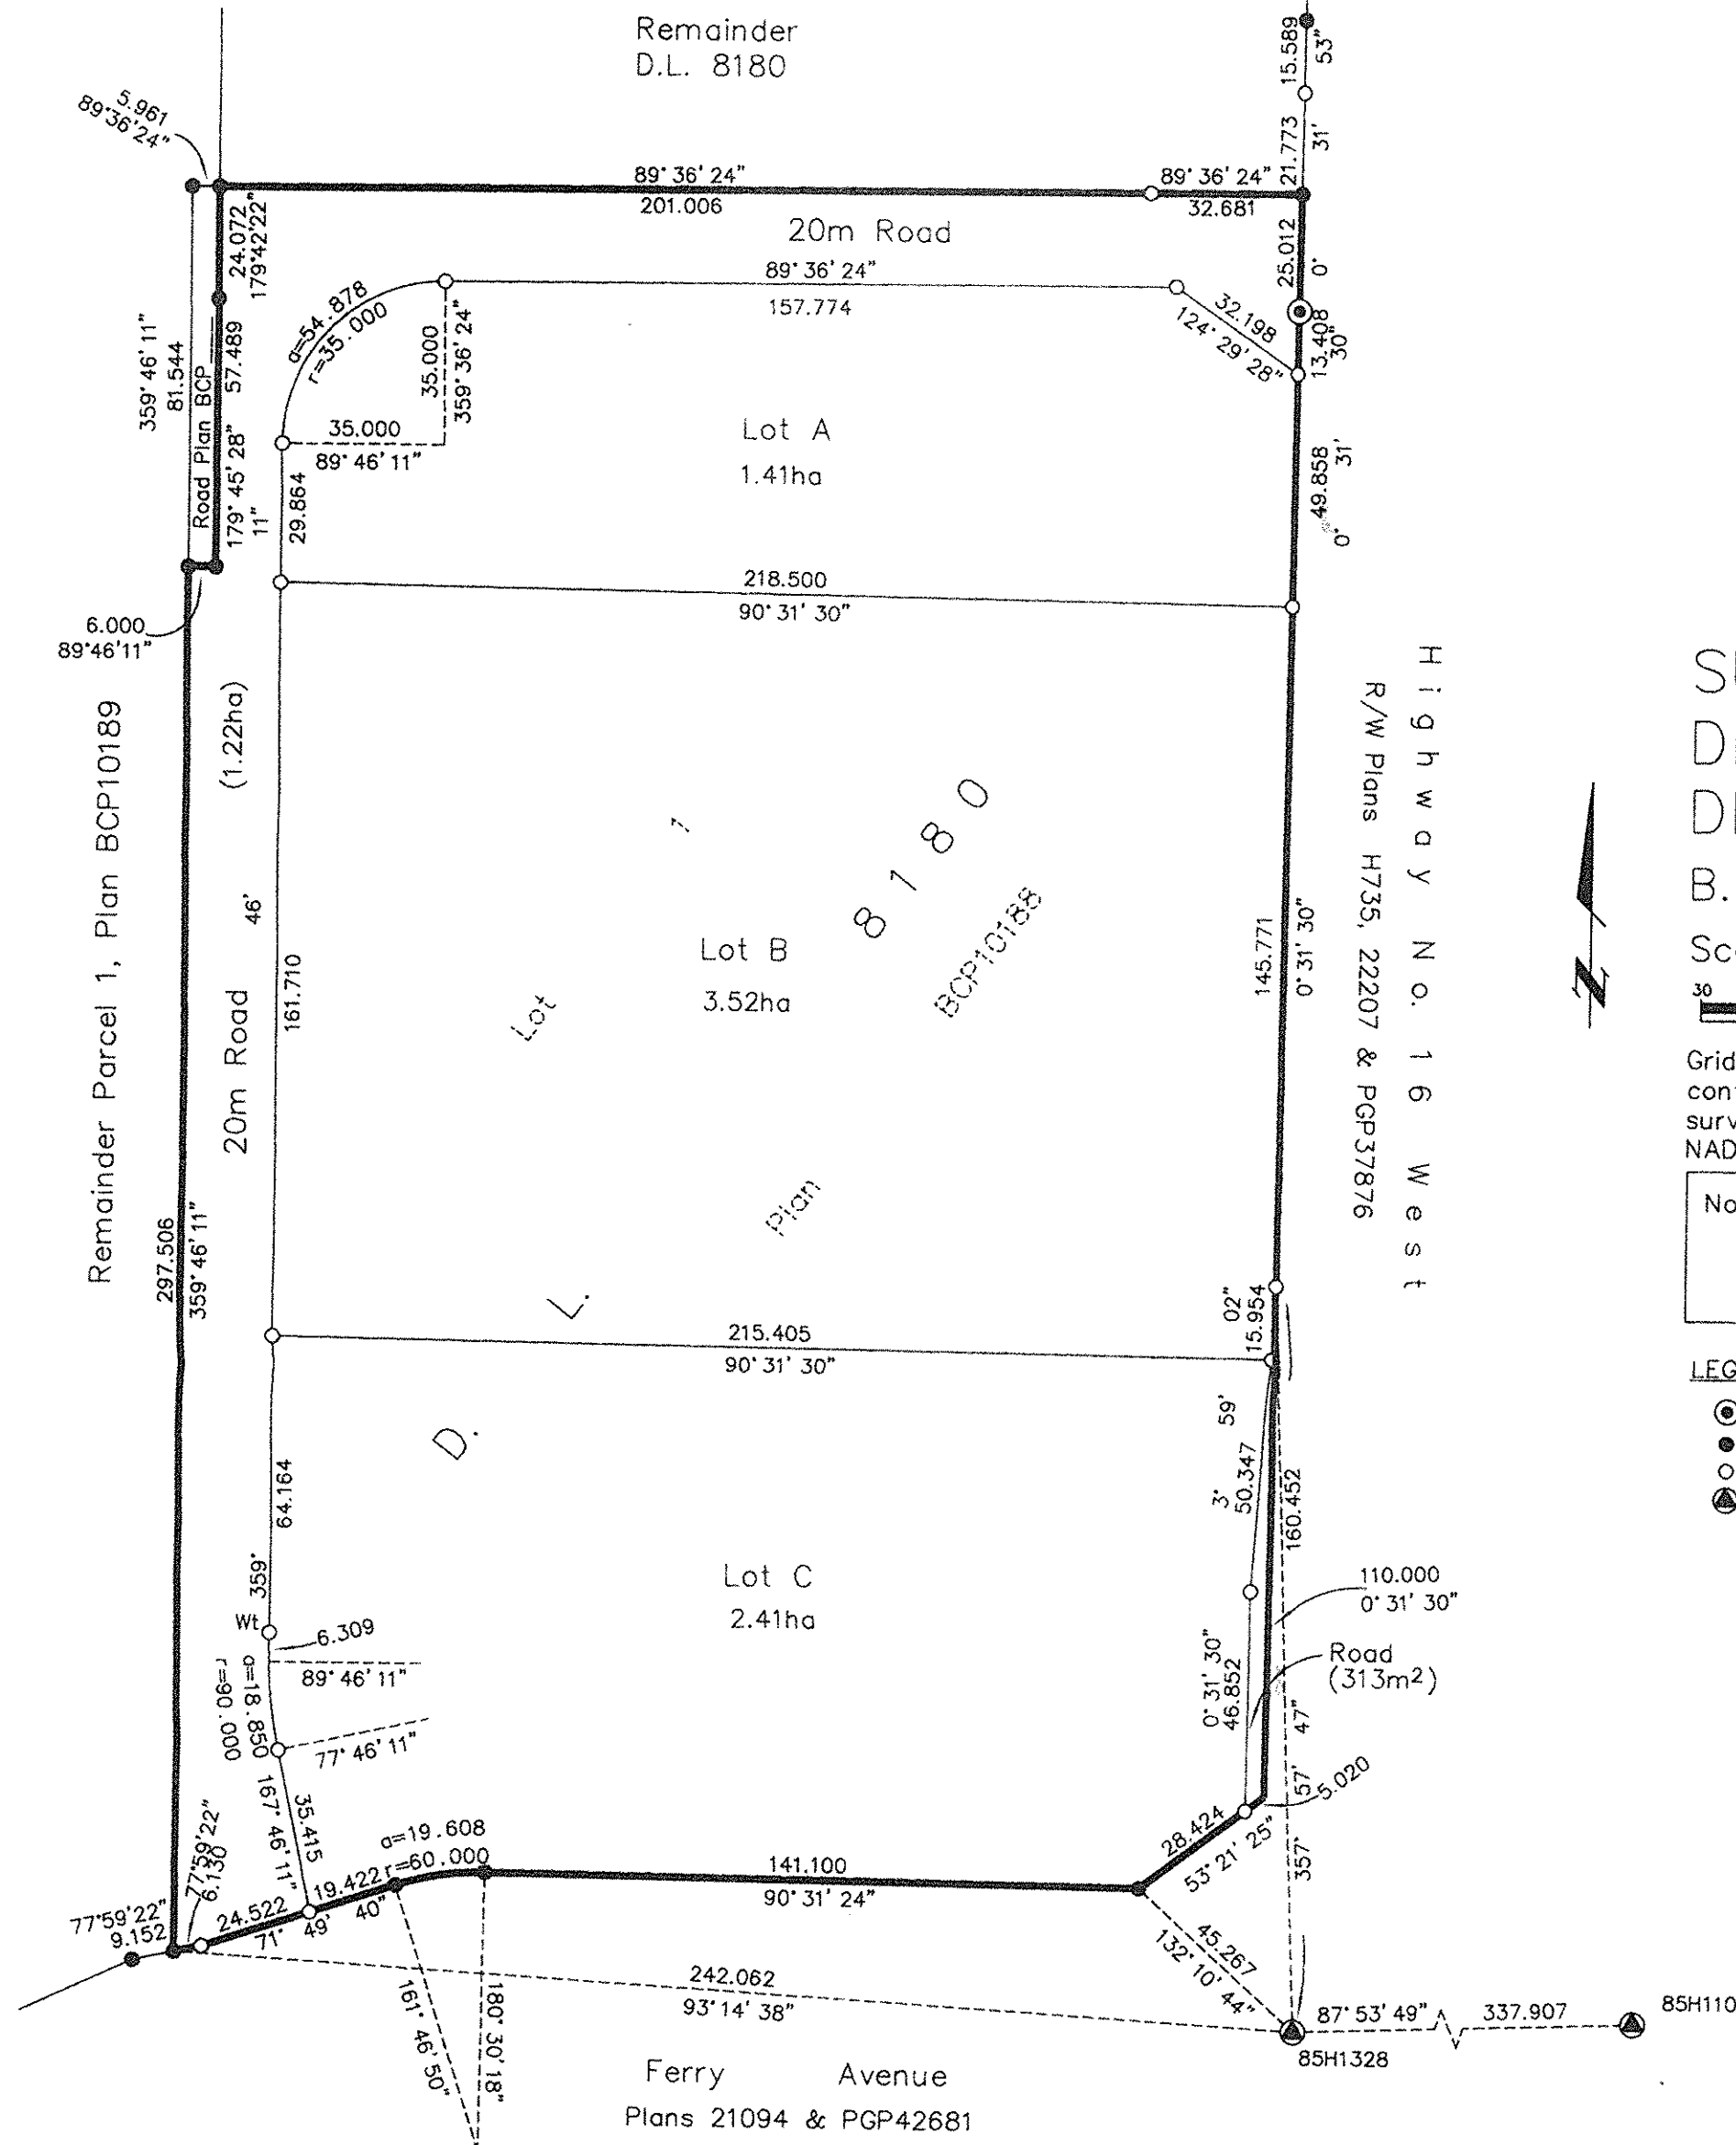 Remainder
D.L. 8180
15.589
53"
21.773
31'
5.961
89°36'24"
89° 36' 24"
201.006
89° 36' 24"
32.681
20m Road
24.072
179°42'22"
25.012
0°
89° 36' 24"
157.774
32.198
124° 29' 28"
13.408
30"
a=54.878
r=35.000
35.000
359° 36' 24"
35.000
89° 46' 11"
359° 46' 11"
81.544
Road Plan BCP
57.489
179° 45' 28"
11"
29.864
Lot A
1.41ha
49.858
0° 31'
218.500
90° 31' 30"
6.000
89°46'11"
Remainder Parcel 1, Plan BCP10189
(1.22ha)
46'
20m Road
161.710
297.506
359° 46' 11"
Lot 1
D. L. 8180
Plan BCP10188
Lot B
3.52ha
145.771
0° 31' 30"
Highway No. 16 West
R/W Plans H735, 22207 & PGP37876
S
D
D
B.
Sc
30
Grid
con
surv
NAD
No
LEG
02"
15.954
215.405
90° 31' 30"
59'
3°
50.347
160.452
64.164
359°
Lot C
2.41ha
110.000
0° 31' 30"
Wt
6.309
89° 46' 11"
a=18.850
r=90.000
77° 46' 11"
0° 31' 30"
46.852
Road
(313m²)
47"
57'
357°
5.020
35.415
167° 46' 11"
28.424
53° 21' 25"
a=19.608
r=60.000
141.100
90° 31' 24"
77°59'22"
6.130
77°59'22"
9.152
24.522
19.422
71° 49' 40"
45.267
132° 10' 44"
242.062
93°14'38"
161° 46' 50"
180° 30' 18"
87° 53' 49"
337.907
85H110
85H1328
Ferry Avenue
Plans 21094 & PGP42681